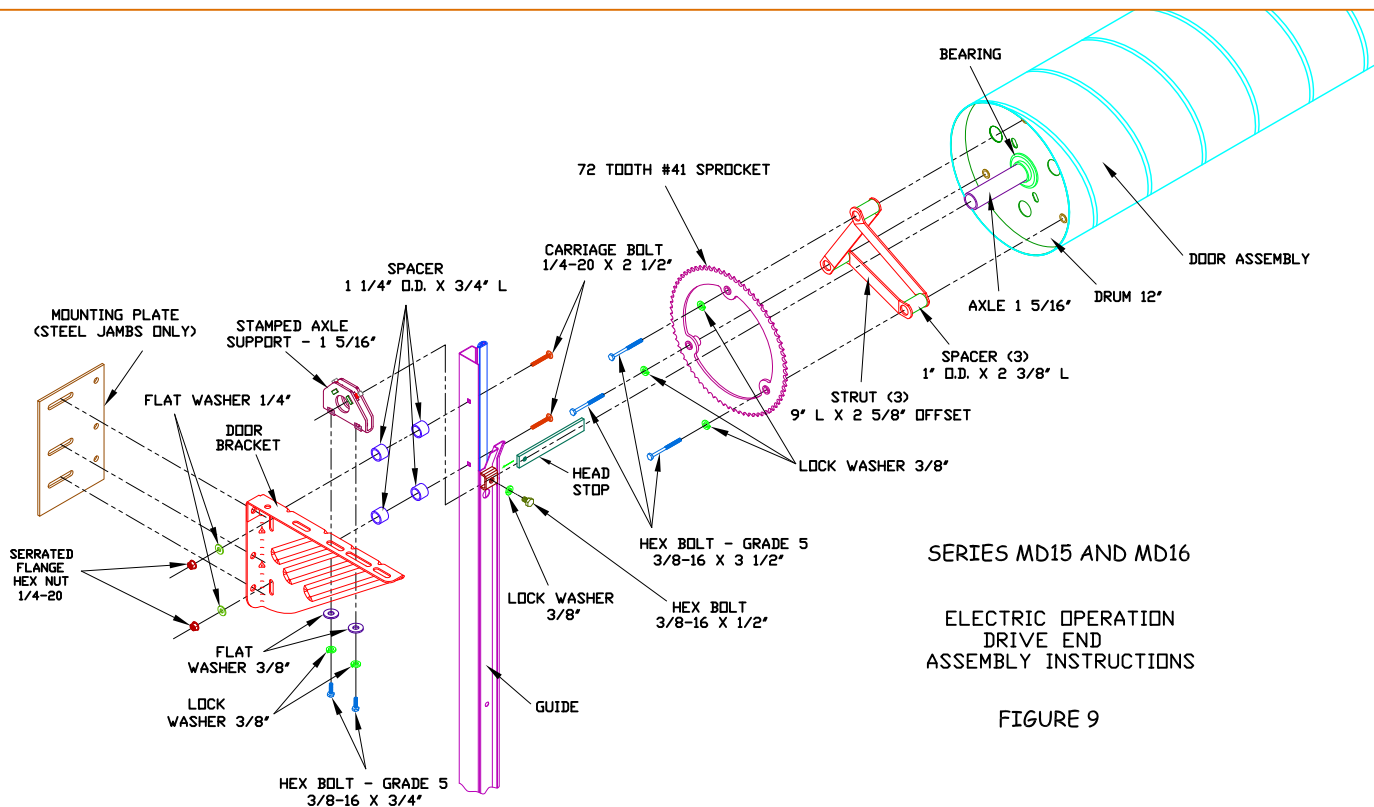 BEARING
72 TOOTH #41 SPROCKET
CARRIAGE BOLT
1/4-20 X 2 1/2"
SPACER
1 1/4" O.D. X 3/4" L
DOOR ASSEMBLY
DRUM 12"
AXLE 1 5/16"
MOUNTING PLATE
(STEEL JAMBS ONLY)
STAMPED AXLE
SUPPORT - 1 5/16"
SPACER (3)
1" O.D. X 2 3/8" L
STRUT (3)
9" L X 2 5/8" OFFSET
FLAT WASHER 1/4"
DOOR
BRACKET
HEAD
STOP
LOCK WASHER 3/8"
SERRATED
FLANGE
HEX NUT
1/4-20
HEX BOLT - GRADE 5
3/8-16 X 3 1/2"
LOCK WASHER
3/8"
HEX BOLT
3/8-16 X 1/2"
FLAT
WASHER 3/8"
LOCK
WASHER 3/8"
GUIDE
HEX BOLT - GRADE 5
3/8-16 X 3/4"
SERIES MD15 AND MD16
ELECTRIC OPERATION
DRIVE END
ASSEMBLY INSTRUCTIONS
FIGURE 9